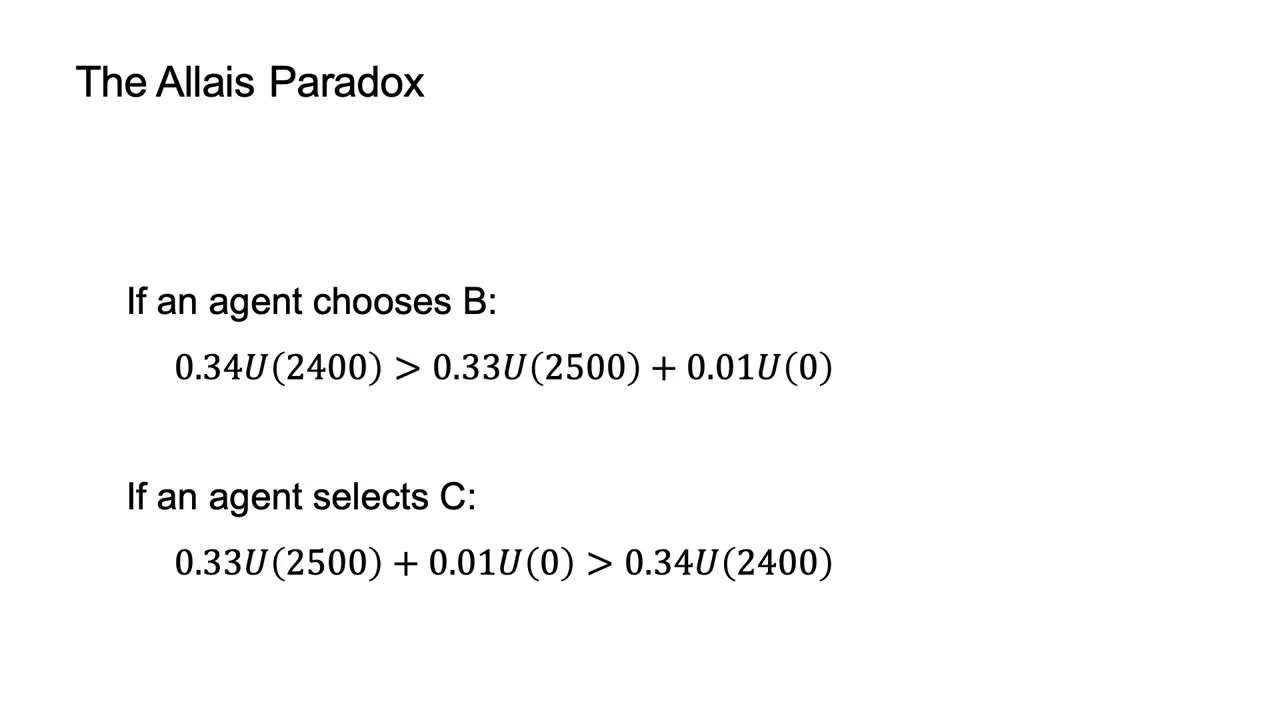 The Allais Paradox
If an agent chooses B:
0.34𝑈(2400) > 0.33𝑈(2500) + 0.01𝑈(0)
If an agent selects C:
0.33𝑈(2500) + 0.01𝑈(0) > 0.34𝑈(2400)